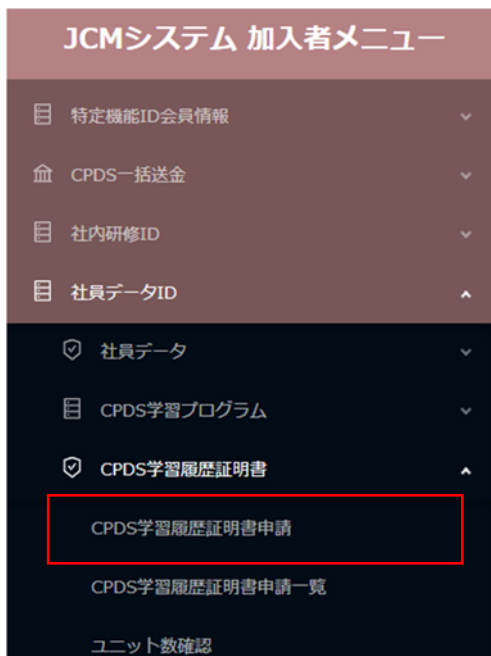 JCMシステム 加入者メニュー
特定機能ID会員情報
CPDS一括送金
社内研修ID
社員データID
社員データ
CPDS学習プログラム
CPDS学習履歴証明書
CPDS学習履歴証明書申請
CPDS学習履歴証明書申請一覧
ユニット数確認